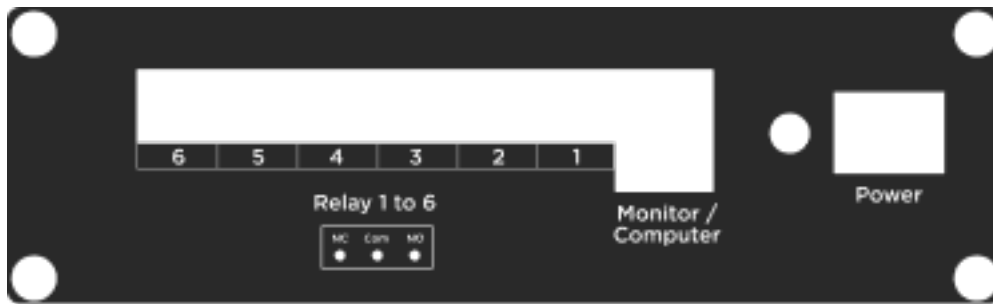 6 5 4 3 2 1
Relay 1 to 6
NC Com NO
Monitor /
Computer
Power